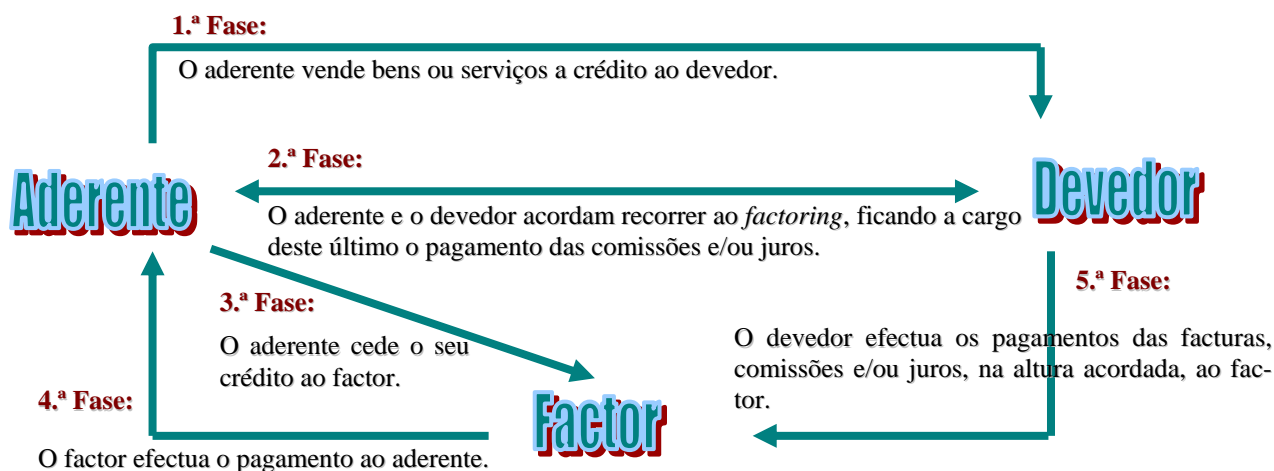 1.ª Fase:
O aderente vende bens ou serviços a crédito ao devedor.
2.ª Fase:
Aderente
Devedor
O aderente e o devedor acordam recorrer ao factoring, ficando a cargo
deste último o pagamento das comissões e/ou juros.
3.ª Fase:
O aderente cede o seu
crédito ao factor.
5.ª Fase:
O devedor efectua os pagamentos das facturas,
comissões e/ou juros, na altura acordada, ao fac-
tor.
4.ª Fase:
Factor
O factor efectua o pagamento ao aderente.